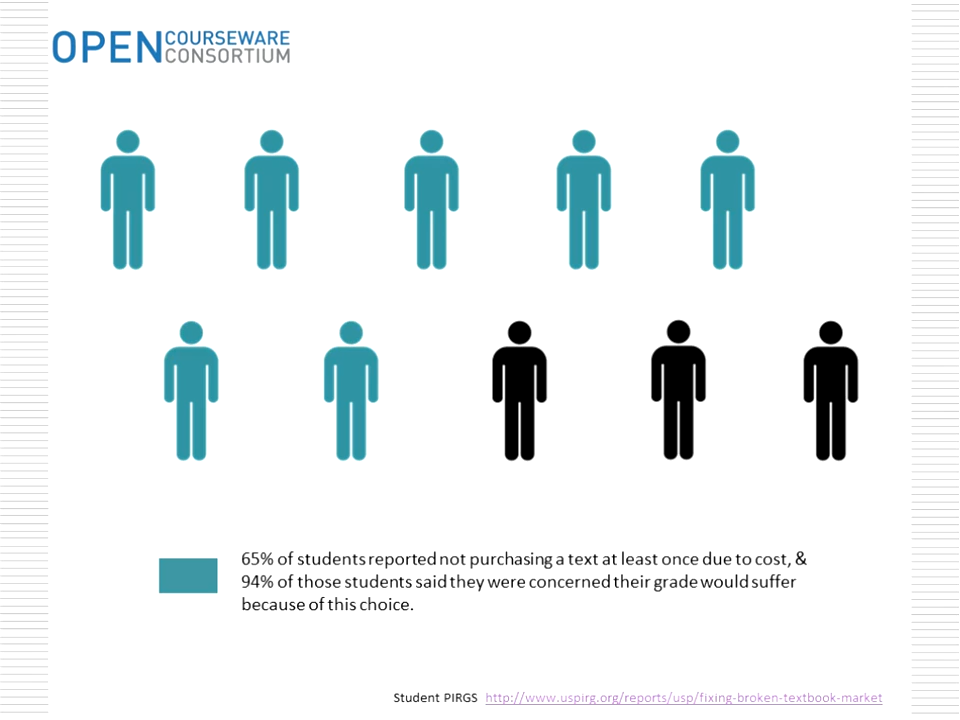 OPEN COURSEWARE
CONSORTIUM
65% of students reported not purchasing a text at least once due to cost, &
94% of those students said they were concerned their grade would suffer
because of this choice.
Student PIRGS http://www.uspirg.org/reports/usp/fixing-broken-textbook-market